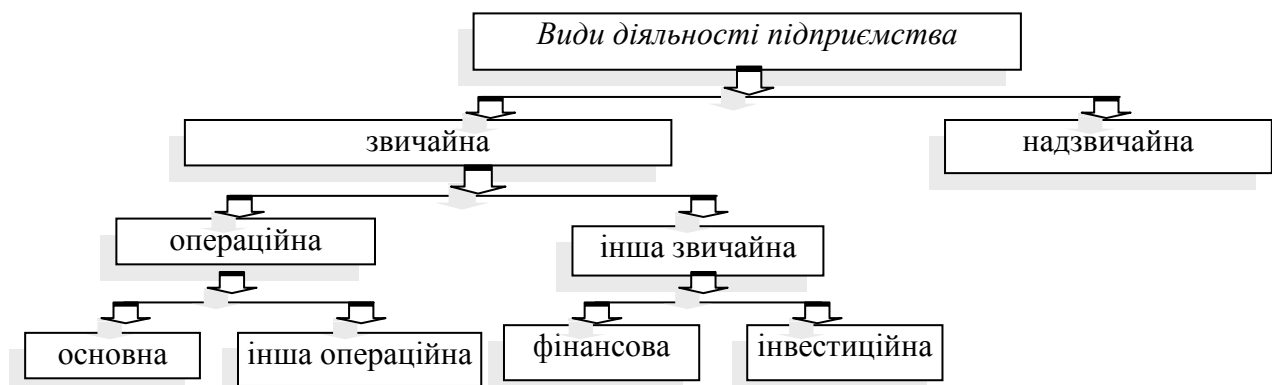 Види діяльності підприємства
звичайна
надзвичайна
операційна
інша звичайна
основна
інша операційна
фінансова
інвестиційна